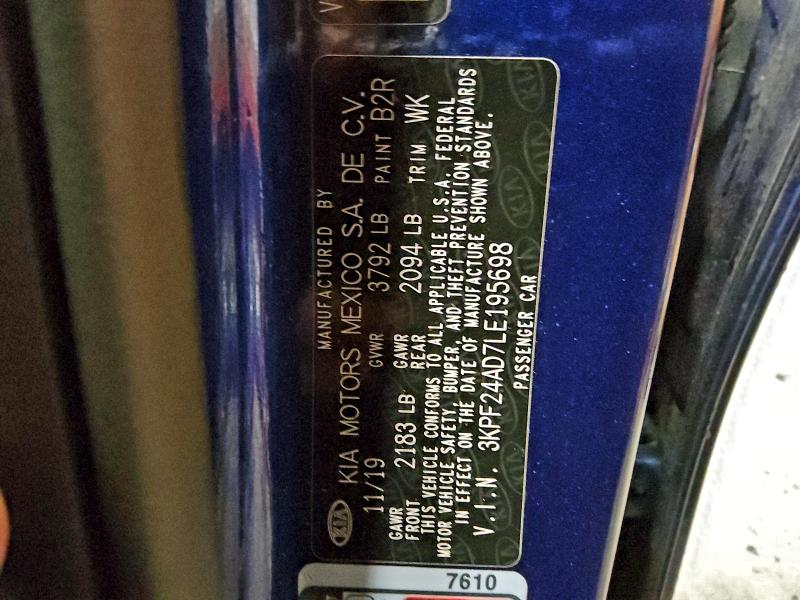 MANUFACTURED BY
KIA KIA MOTORS MEXICO S.A. DE C.V.
11/19 GVWR 3792 LB PAINT B2R
GAWR FRONT 2183 LB GAWR REAR 2094 LB TRIM WK
THIS VEHICLE CONFORMS TO ALL APPLICABLE U.S.A. FEDERAL
MOTOR VEHICLE SAFETY, BUMPER, AND THEFT PREVENTION STANDARDS
IN EFFECT ON THE DATE OF MANUFACTURE SHOWN ABOVE.
V.I.N. 3KPF24AD7LE195698
PASSENGER CAR
7610